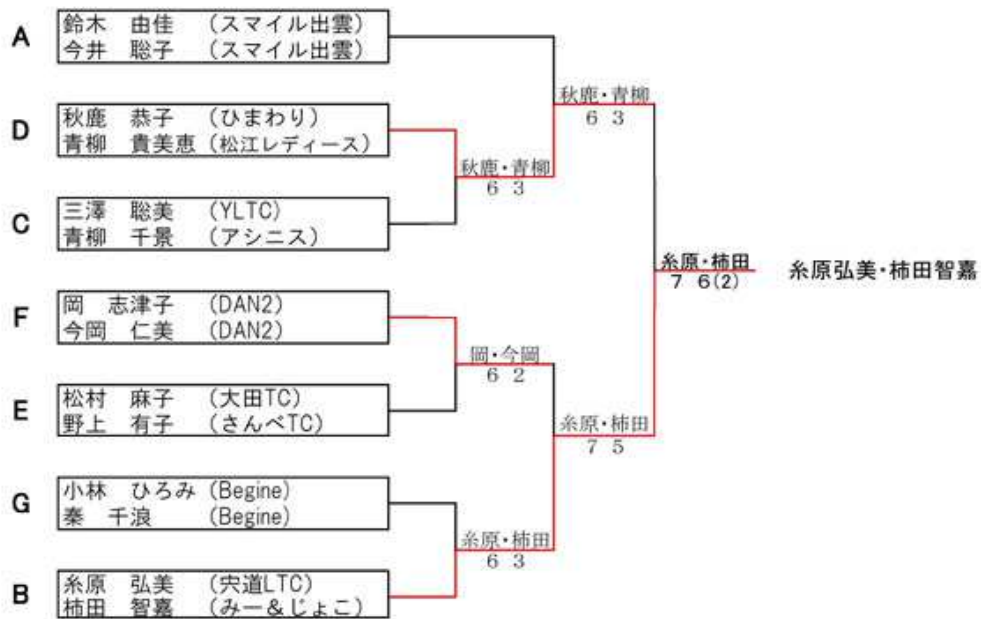 A
鈴木　由佳　(スマイル出雲)
今井　聡子　(スマイル出雲)
D
秋鹿　恭子　(ひまわり)
青柳　貴美恵 (松江レディース)
C
三澤　聡美　(YLTC)
青柳　千景　(アシニス)
F
岡　志津子　(DAN2)
今岡　仁美　(DAN2)
E
松村　麻子　(大田TC)
野上　有子　(さんべTC)
G
小林　ひろみ (Begine)
秦　千浪　(Begine)
B
糸原　弘美　(宍道LTC)
柿田　智嘉　(みー＆じょこ)
秋鹿・青柳
6 3
岡・今岡
6 2
糸原・柿田
6 3
秋鹿・青柳
6 3
糸原・柿田
7 5
糸原・柿田
7 6(2)
糸原弘美・柿田智嘉